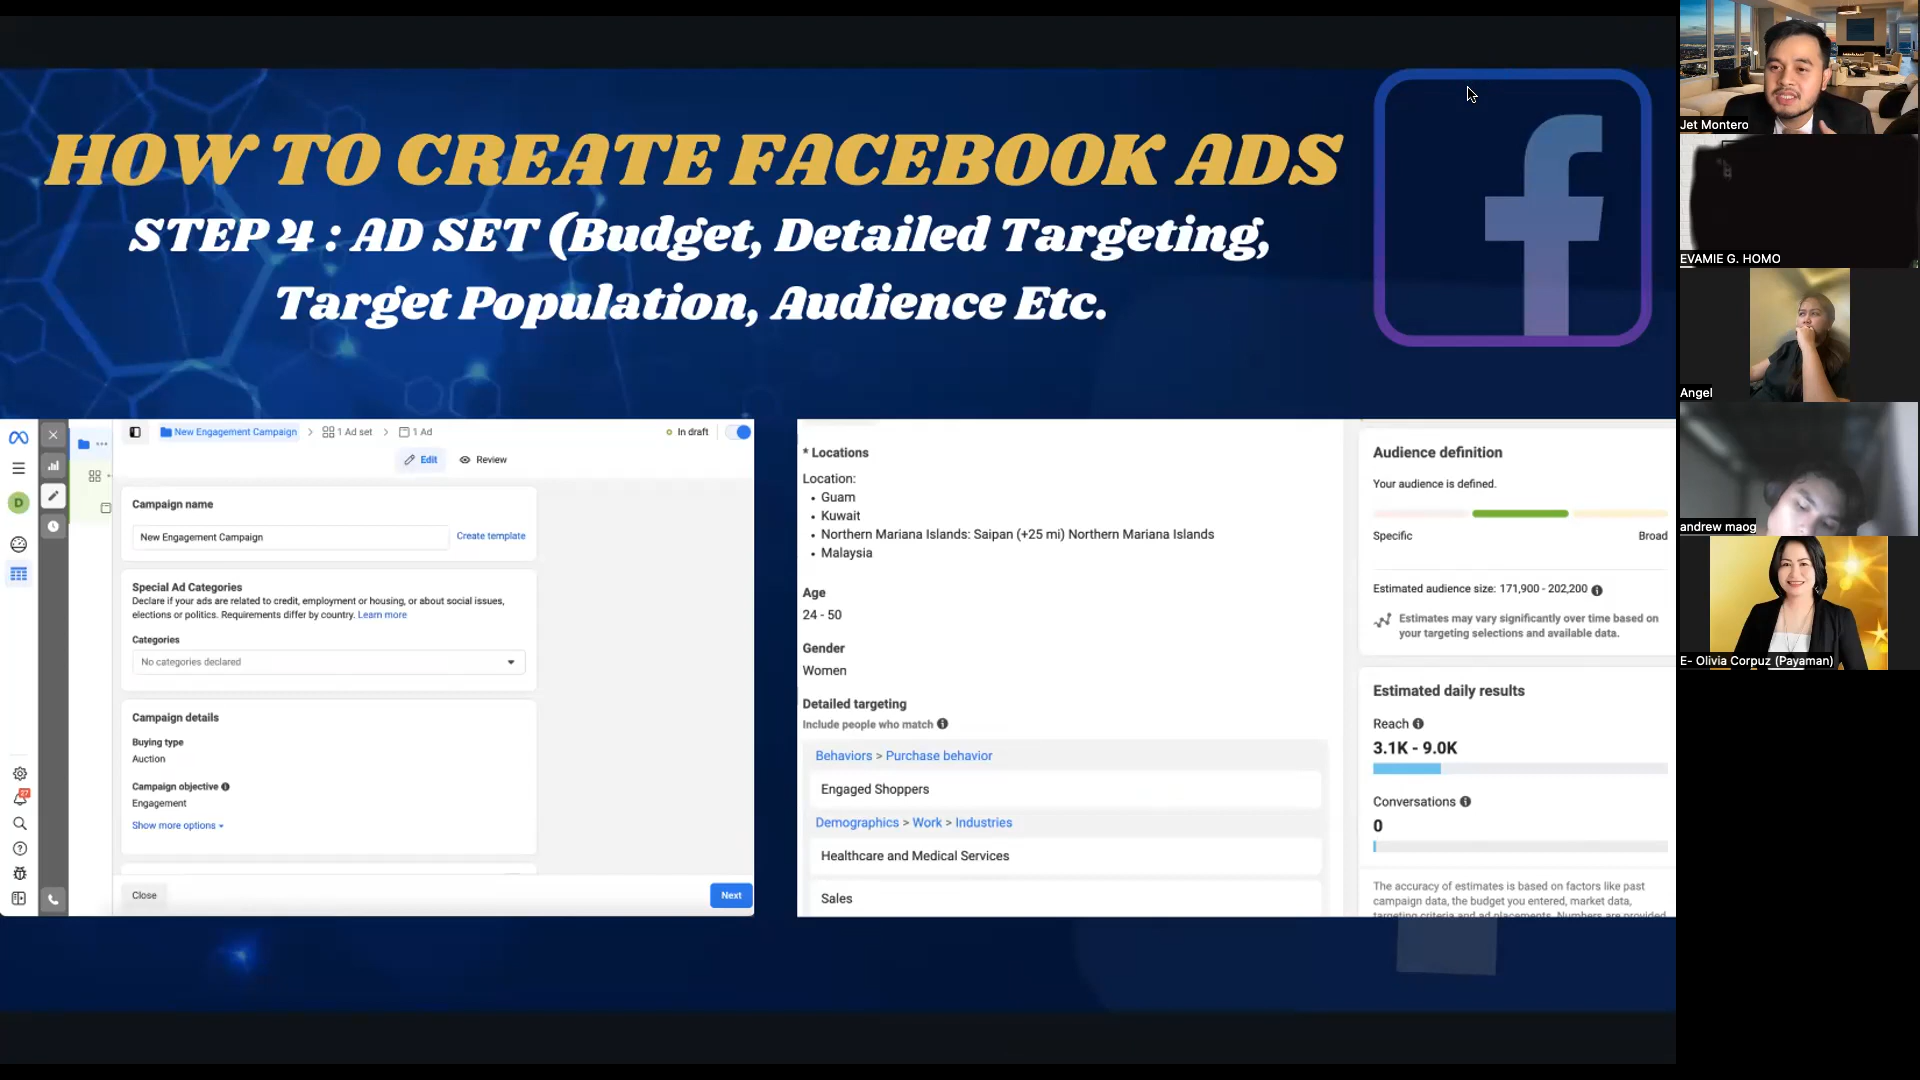 HOW TO CREATE FACEBOOK ADS
STEP 4 : AD SET (Budget, Detailed Targeting,
Target Population, Audience Etc.
New Engagement Campaign
1 Ad set
1 Ad
In draft
Edit
Review
Campaign name
New Engagement Campaign
Create template
Special Ad Categories
Declare if your ads are related to credit, employment or housing, or about social issues,
elections or politics. Requirements differ by country. Learn more
Categories
No categories declared
Campaign details
Buying type
Auction
Campaign objective
Engagement
Show more options
Close
Next
D
27
* Locations
Location:
• Guam
• Kuwait
• Northern Mariana Islands: Saipan (+25 mi) Northern Mariana Islands
• Malaysia
Age
24 - 50
Gender
Women
Detailed targeting
Include people who match
Behaviors > Purchase behavior
Engaged Shoppers
Demographics > Work > Industries
Healthcare and Medical Services
Sales
Audience definition
Your audience is defined.
Specific
Broad
Estimated audience size: 171,900 - 202,200
Estimates may vary significantly over time based on
your targeting selections and available data.
Estimated daily results
Reach
3.1K - 9.0K
Conversations
0
The accuracy of estimates is based on factors like past
campaign data, the budget you entered, market data,
targeting criteria and ad placements. Numbers are provided
Jet Montero
EVAMIE G. HOMO
Angel
andrew maog
E- Olivia Corpuz (Payaman)